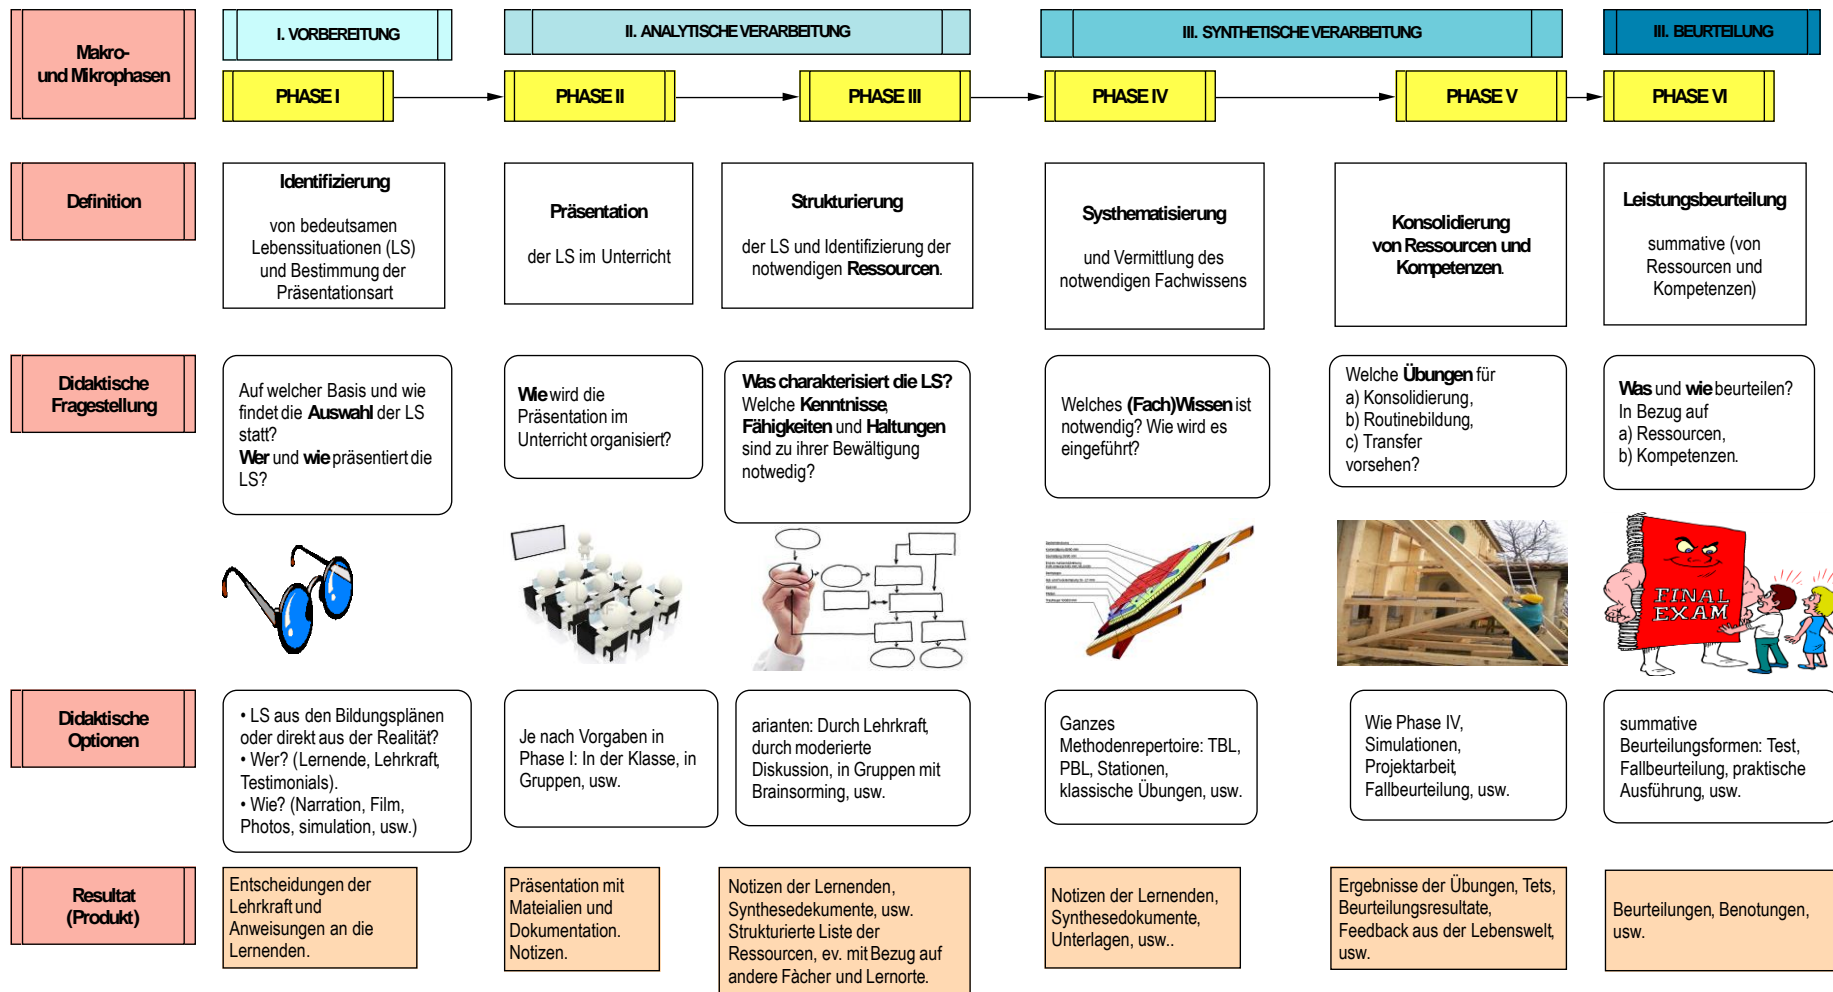 Makro-
und Mikrophasen
I. VORBEREITUNG
II. ANALYTISCHE VERARBEITUNG
III. SYNTHETISCHE VERARBEITUNG
III. BEURTEILUNG
PHASE I
PHASE II
PHASE III
PHASE IV
PHASE V
PHASE VI
Definition
Identifizierung
von bedeutsamen
Lebenssituationen (LS)
und Bestimmung der
Präsentationsart
Präsentation
der LS im Unterricht
Strukturierung
der LS und Identifizierung der
notwendigen Ressourcen.
Systhematisierung
und Vermittlung des
notwendigen Fachwissens
Konsolidierung
von Ressourcen und
Kompetenzen.
Leistungsbeurteilung
summative (von
Ressourcen und
Kompetenzen)
Didaktische
Fragestellung
Auf welcher Basis und wie
findet die Auswahl der LS
statt?
Wer und wie präsentiert die
LS?
Wie wird die
Präsentation im
Unterricht organisiert?
Was charakterisiert die LS?
Welche Kenntnisse,
Fähigkeiten und Haltungen
sind zu ihrer Bewältigung
notwedig?
Welches (Fach)Wissen ist
notwendig? Wie wird es
eingeführt?
Welche Übungen für
a) Konsolidierung,
b) Routinebildung,
c) Transfer
vorsehen?
Was und wie beurteilen?
In Bezug auf
a) Ressourcen,
b) Kompetenzen.
FINAL
EXAM
Didaktische
Optionen
• LS aus den Bildungsplänen
oder direkt aus der Realität?
• Wer? (Lernende, Lehrkraft,
Testimonials).
• Wie? (Narration, Film,
Photos, simulation, usw.)
Je nach Vorgaben in
Phase I: In der Klasse, in
Gruppen, usw.
arianten: Durch Lehrkraft,
durch moderierte
Diskussion, in Gruppen mit
Brainsorming, usw.
Ganzes
Methodenrepertoire: TBL,
PBL, Stationen,
klassische Übungen, usw.
Wie Phase IV,
Simulationen,
Projektarbeit,
Fallbeurteilung, usw.
summative
Beurteilungsformen: Test,
Fallbeurteilung, praktische
Ausführung, usw.
Resultat
(Produkt)
Entscheidungen der
Lehrkraft und
Anweisungen an die
Lernenden.
Präsentation mit
Mateialien und
Dokumentation.
Notizen.
Notizen der Lernenden,
Synthesedekumente, usw.
Strukturierte Liste der
Ressourcen, ev. mit Bezug auf
andere Fàcher und Lernorte.
Notizen der Lernenden,
Synthesedokumente,
Unterlagen, usw..
Ergebnisse der Übungen, Tets,
Beurteilungsresultate,
Feedback aus der Lebenswelt,
usw.
Beurteilungen, Benotungen,
usw.